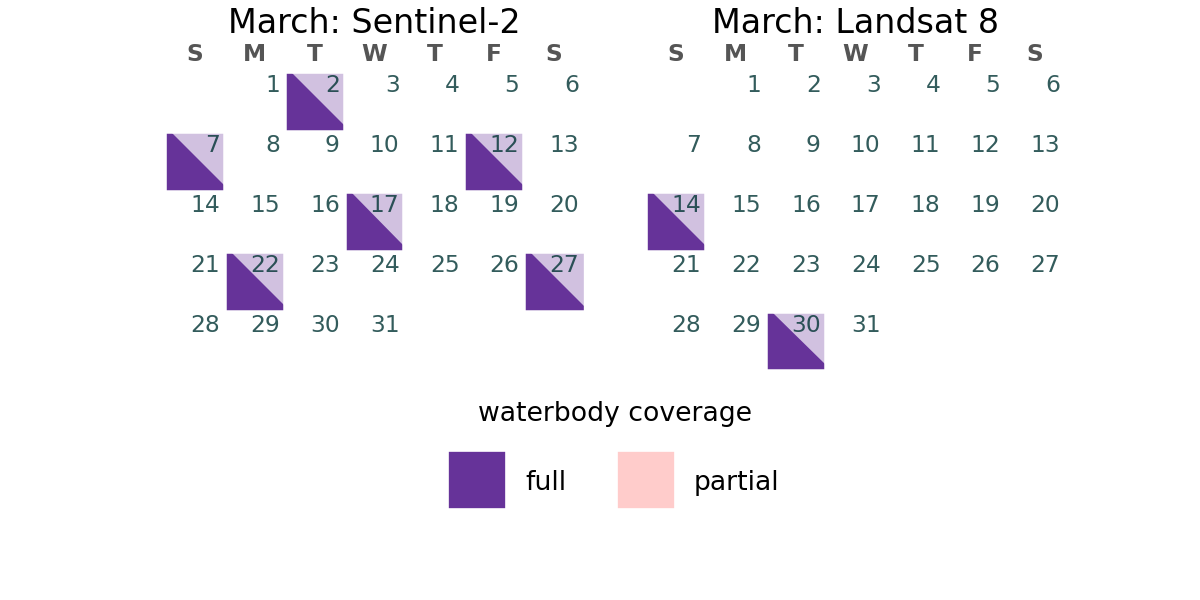 March: Sentinel-2
S M T W T F S
1 2 3 4 5 6
7 8 9 10 11 12 13
14 15 16 17 18 19 20
21 22 23 24 25 26 27
28 29 30 31
March: Landsat 8
S M T W T F S
1 2 3 4 5 6
7 8 9 10 11 12 13
14 15 16 17 18 19 20
21 22 23 24 25 26 27
28 29 30 31
waterbody coverage
full partial